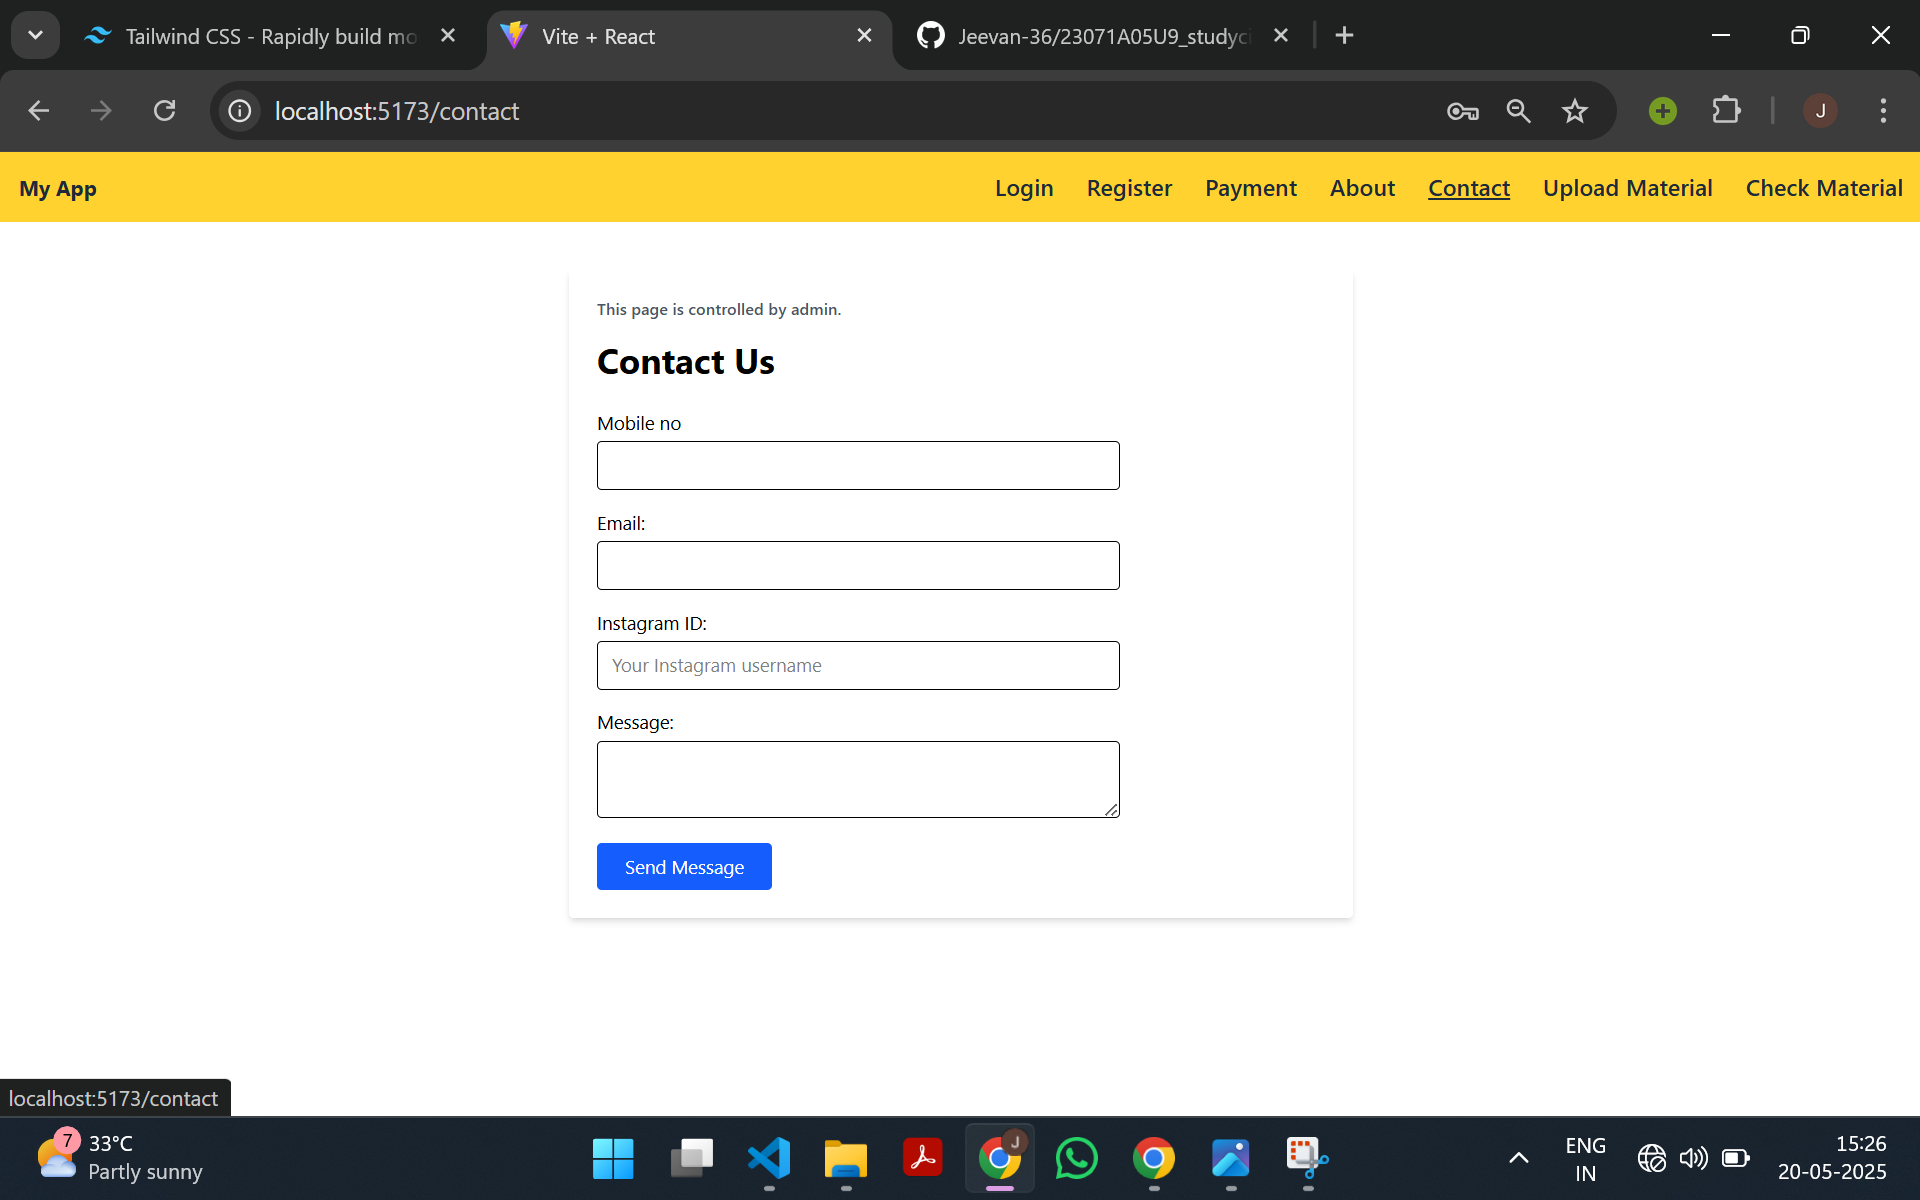 Tailwind CSS - Rapidly build mo
Vite + React
Jeevan-36/23071A05U9_studyci
localhost:5173/contact
J
My App
Login Register Payment About Contact Upload Material Check Material
This page is controlled by admin.
Contact Us
Mobile no
Email:
Instagram ID:
Your Instagram username
Message:
Send Message
localhost:5173/contact
7
33°C
Partly sunny
J
ENG
IN
15:26
20-05-2025